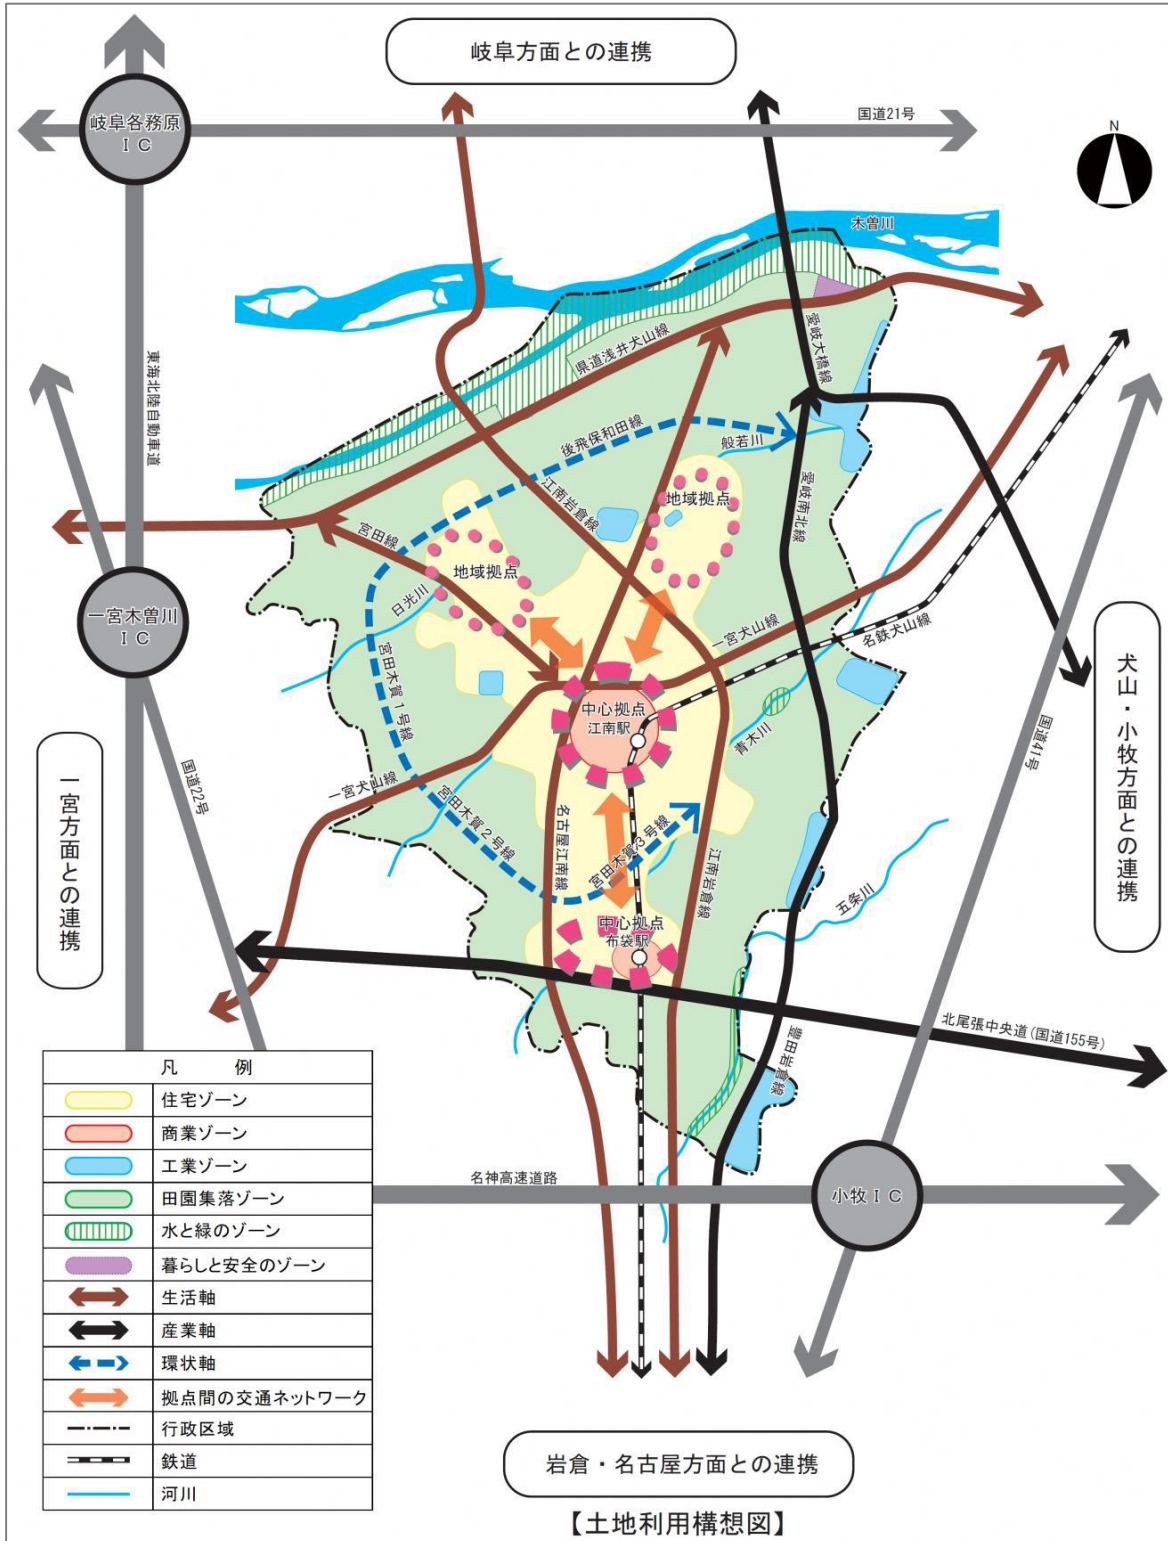 岐阜方面との連携
岐阜各務原
ＩＣ
国道21号
N
木曽川
東海北陸自動車道
県道浅井犬山線
愛岐大橋線
後飛保和田線
般若川
江南岩倉線
地域拠点
愛岐南北線
宮田線
地域拠点
日光川
一宮木曽川
ＩＣ
一宮犬山線
名鉄犬山線
宮田木賀1号線
中心拠点
江南駅
青木川
国道41号
犬山・小牧方面との連携
一宮方面との連携
国道22号
一宮犬山線
宮田木賀2号線
名古屋江南線
宮田木賀3号線
江南岩倉線
五条川
中心拠点
布袋駅
北尾張中央道(国道155号)
豊田岩倉線
凡例
住宅ゾーン
商業ゾーン
工業ゾーン
田園集落ゾーン
水と緑のゾーン
暮らしと安全のゾーン
生活軸
産業軸
環状軸
拠点間の交通ネットワーク
行政区域
鉄道
河川
名神高速道路
小牧ＩＣ
岩倉・名古屋方面との連携
【土地利用構想図】